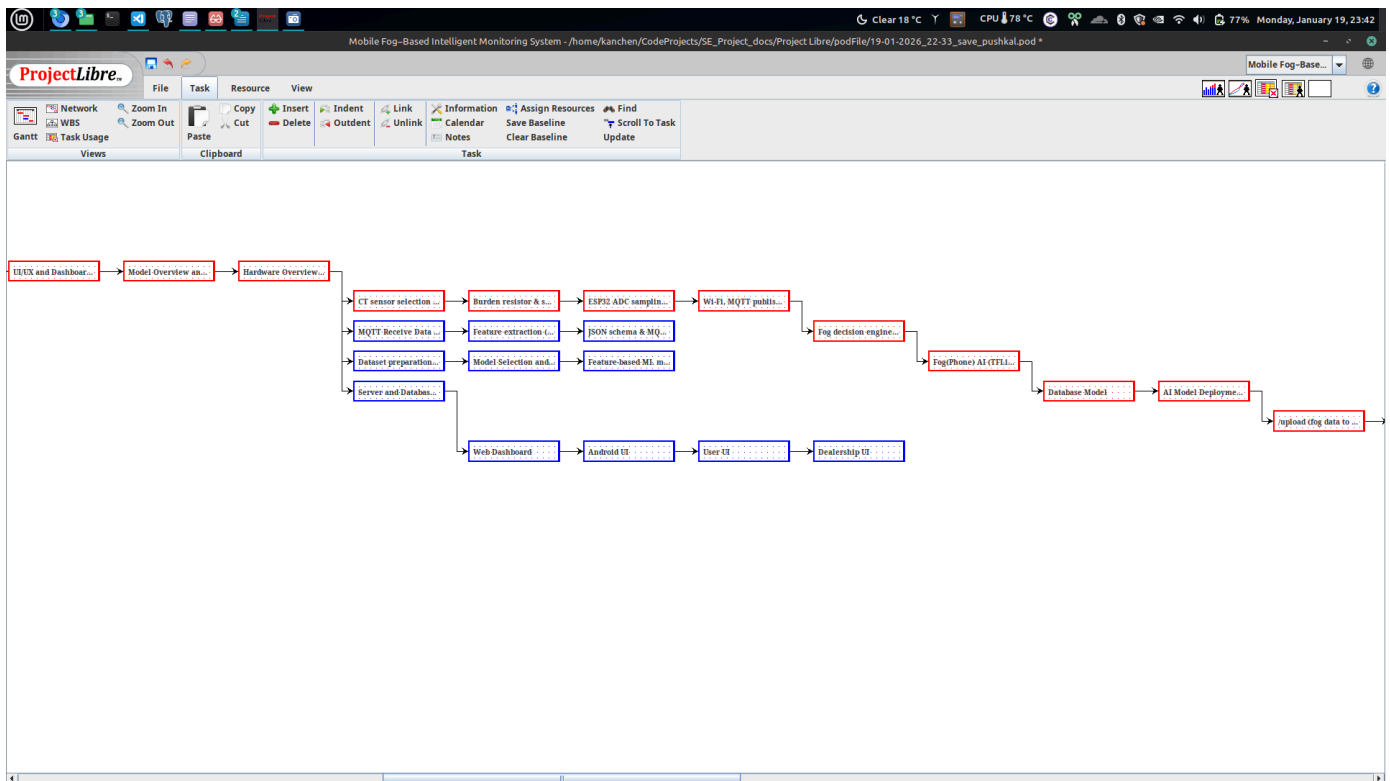 Clear 18 °C
CPU 78 °C
77% Monday, January 19, 23:42
Mobile Fog-Based Intelligent Monitoring System - /home/kanchen/CodeProjects/SE_Project_docs/Project Libre/podFile/19-01-2026_22-33_save_pushkal.pod *
ProjectLibre
Mobile Fog-Base...
File Task Resource View
Network Zoom In Copy Insert Indent Link Information Assign Resources Find
WBS Zoom Out Cut Delete Outdent Unlink Calendar Save Baseline Scroll To Task
Gantt Task Usage Paste Notes Clear Baseline Update
Views Clipboard Task
UI/UX and Dashboar... Model Overview an... Hardware Overview...
CT sensor selection ... Burden resistor & s... ESP32 ADC samplin... Wi-Fi, MQTT publis...
MQTT Receive Data ... Feature extraction (... JSON schema & MQ... Fog decision engine...
Dataset preparation... Model Selection and... Feature-based ML m... Fog(Phone) AI (TFLi...
Server and Databas... Database Model AI Model Deployme...
/upload (fog data to ...
Web Dashboard Android UI User UI Dealership UI